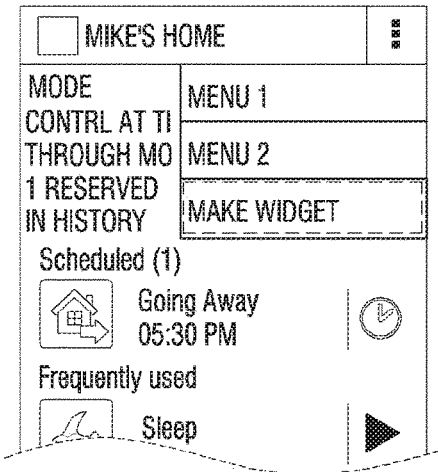 MIKE'S HOME
MODE
CONTRL AT TI
THROUGH MO
1 RESERVED
IN HISTORY
MENU 1
MENU 2
MAKE WIDGET
Scheduled (1)
Going Away
05:30 PM
Frequently used
Sleep